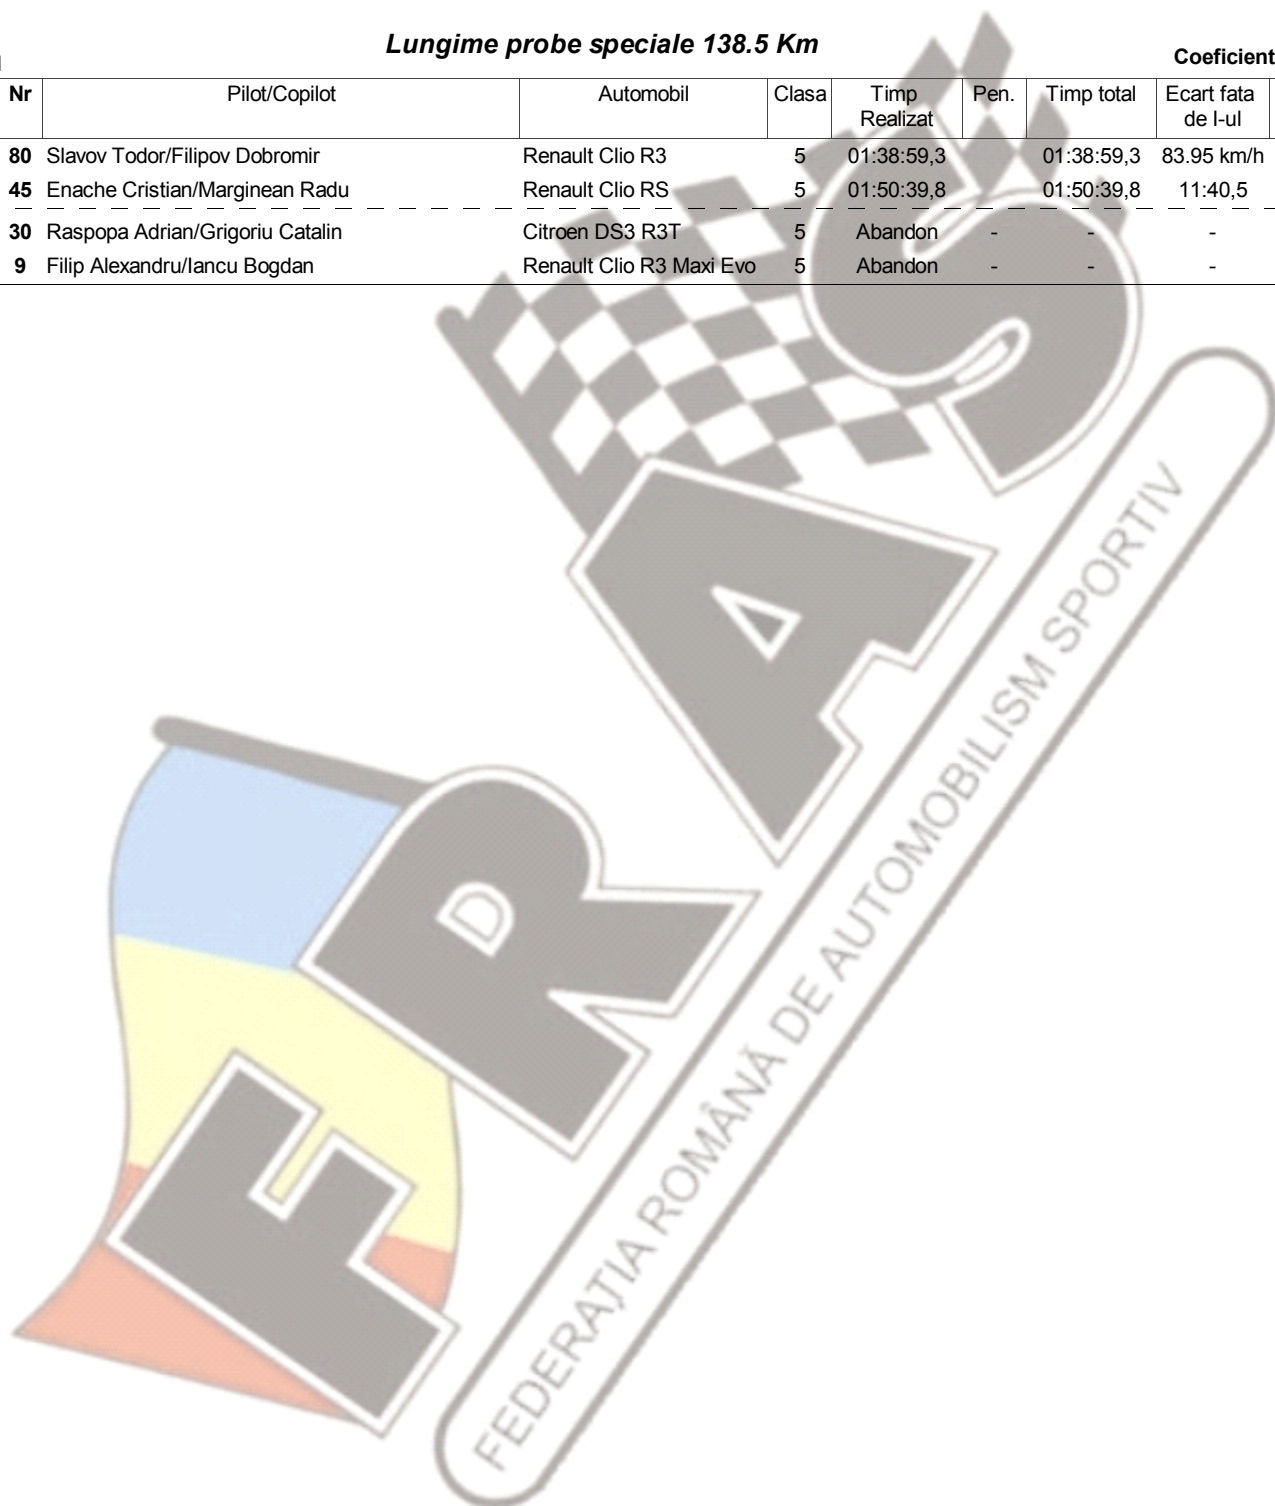 Lungime probe speciale 138.5 Km
Coeficient
Nr Pilot/Copilot Automobil Clasa Timp Realizat Pen. Timp total Ecart fata de I-ul
80 Slavov Todor/Filipov Dobromir Renault Clio R3 5 01:38:59,3 01:38:59,3 83.95 km/h
45 Enache Cristian/Marginean Radu Renault Clio RS 5 01:50:39,8 01:50:39,8 11:40,5
30 Raspopa Adrian/Grigoriu Catalin Citroen DS3 R3T 5 Abandon - - -
9 Filip Alexandru/Iancu Bogdan Renault Clio R3 Maxi Evo 5 Abandon - - -
FRAS
FEDERAȚIA ROMÂNĂ DE AUTOMOBILISM SPORTIV